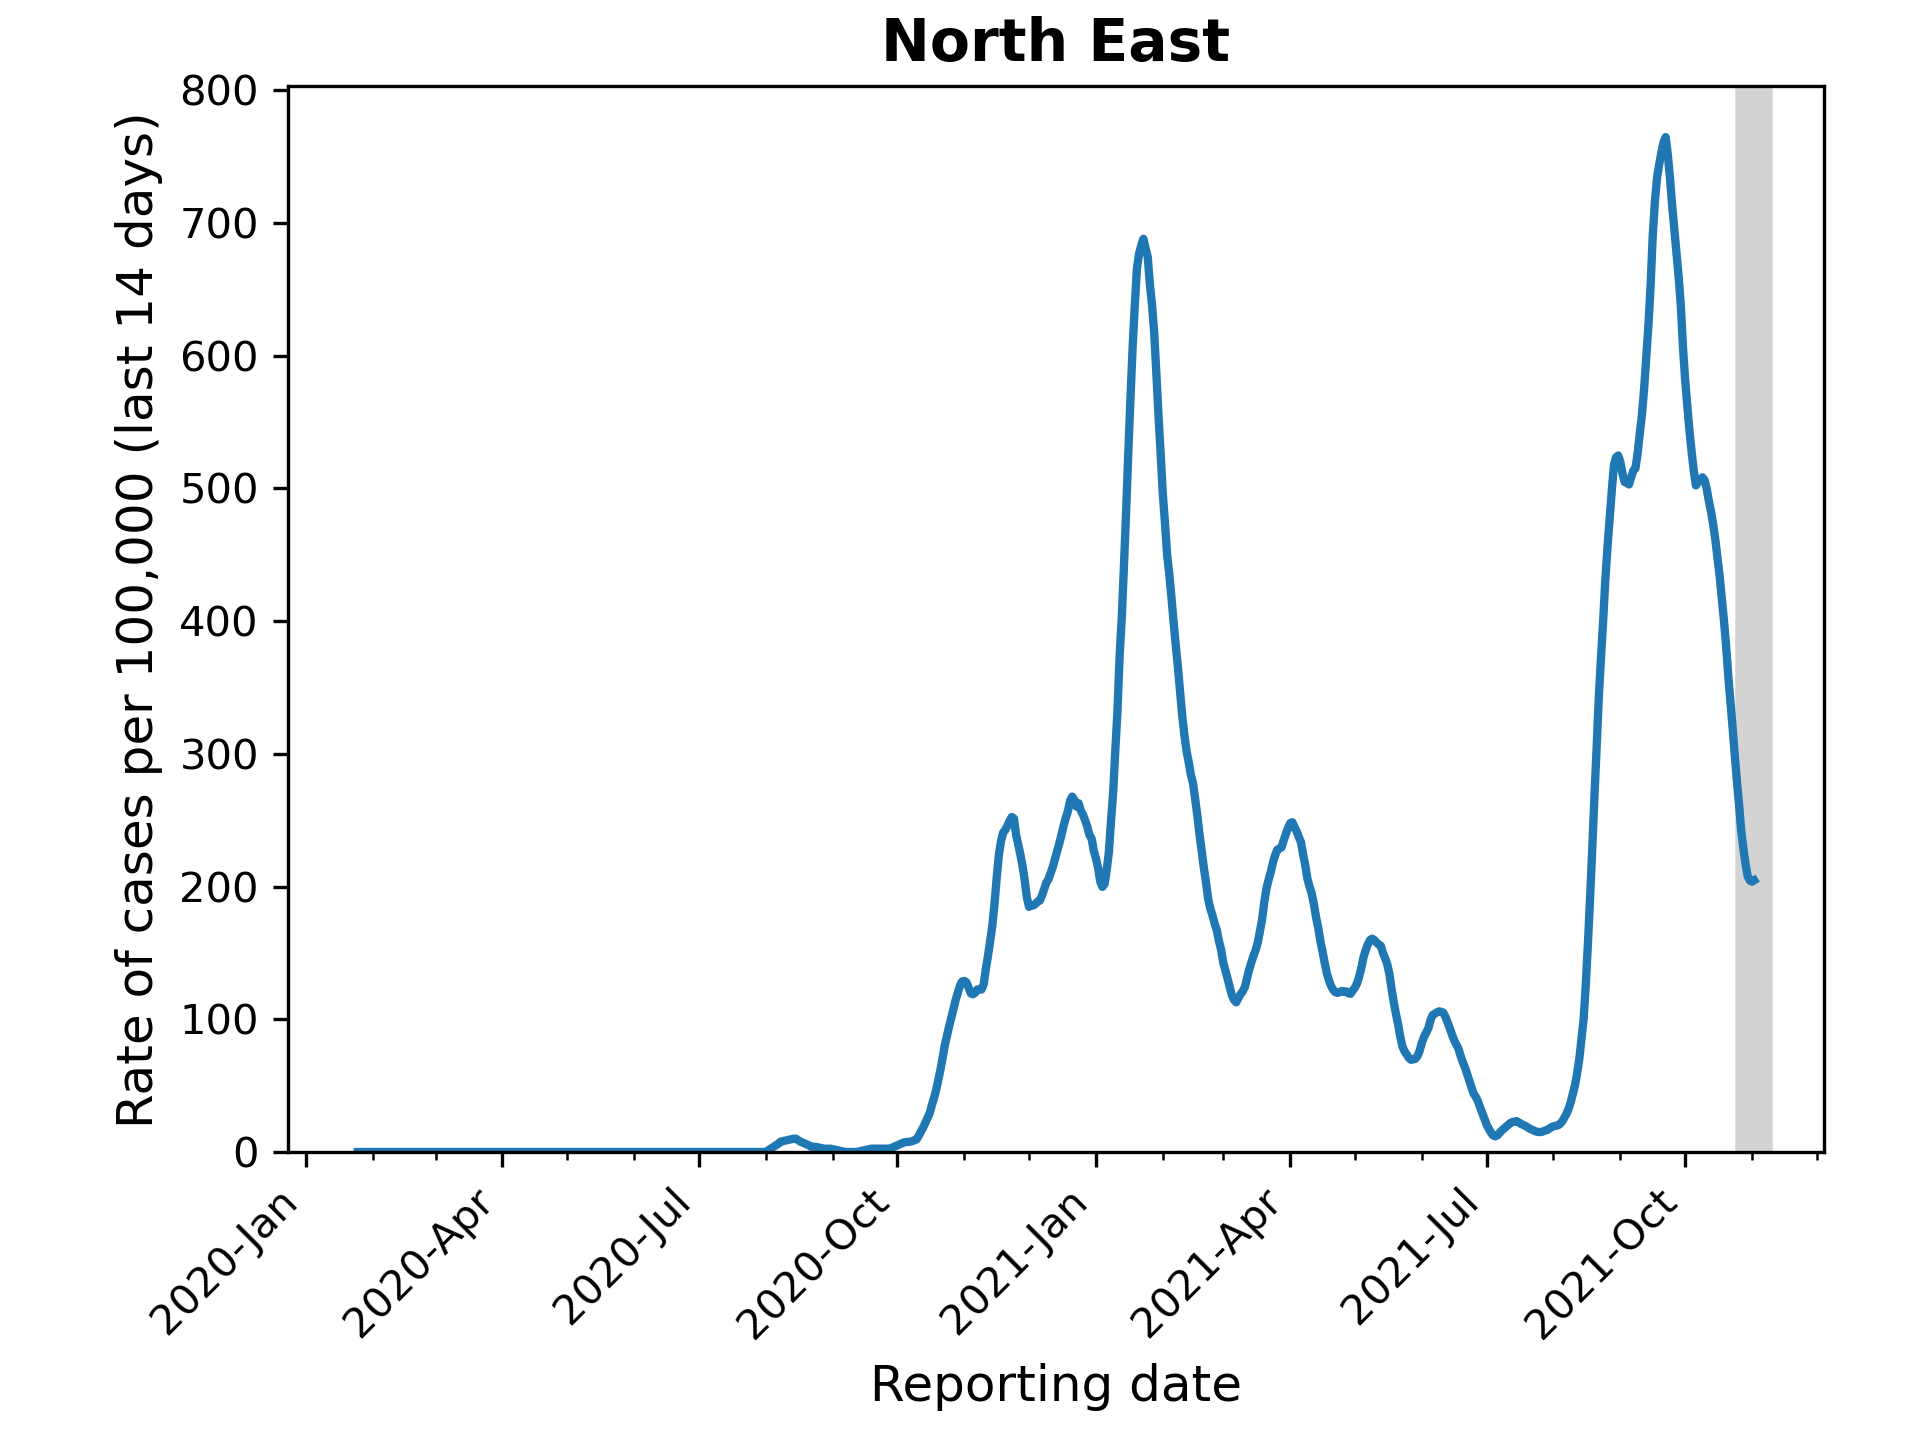 North East
Rate of cases per 100,000 (last 14 days)
800
700
600
500
400
300
200
100
0
2020-Jan
2020-Apr
2020-Jul
2020-Oct
2021-Jan
2021-Apr
2021-Jul
2021-Oct
Reporting date